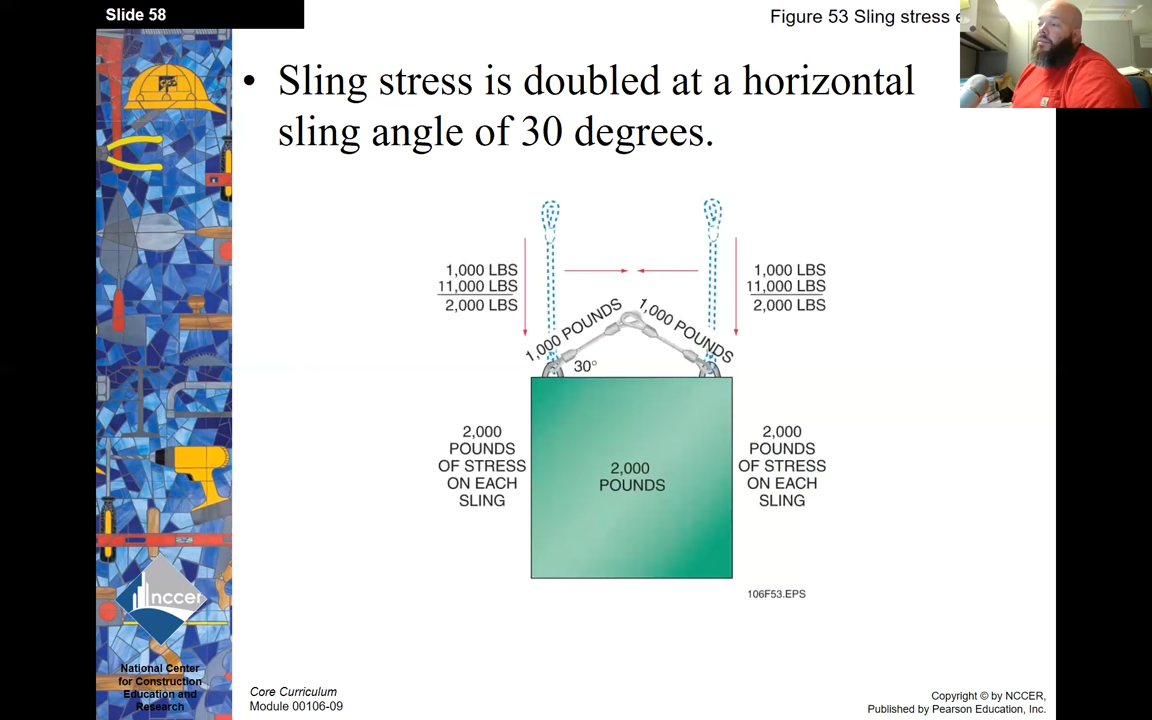 Slide 58
Figure 53 Sling stress
• Sling stress is doubled at a horizontal
sling angle of 30 degrees.
1,000 LBS
11,000 LBS
2,000 LBS
1,000 LBS
11,000 LBS
2,000 LBS
1,000 POUNDS
1,000 POUNDS
30°
2,000
POUNDS
OF STRESS
ON EACH
SLING
2,000
POUNDS
2,000
POUNDS
OF STRESS
ON EACH
SLING
106F53.EPS
nccer
National Center
for Construction
Education and
Research
Core Curriculum
Module 00106-09
Copyright © by NCCER,
Published by Pearson Education, Inc.